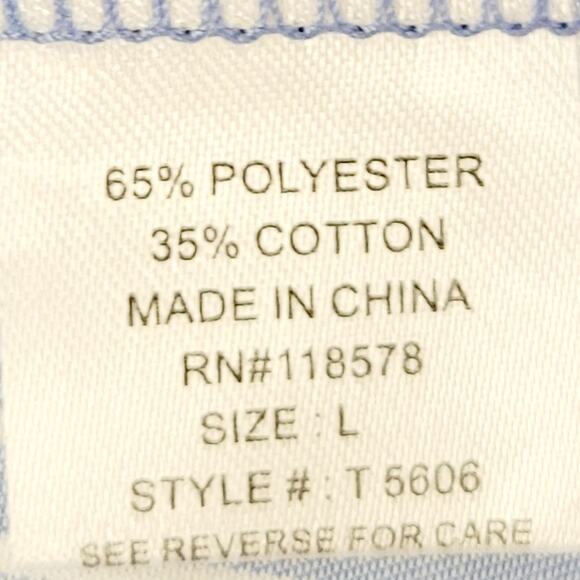 65% POLYESTER
35% COTTON
MADE IN CHINA
RN#118578
SIZE : L
STYLE # : T 5606
SEE REVERSE FOR CARE